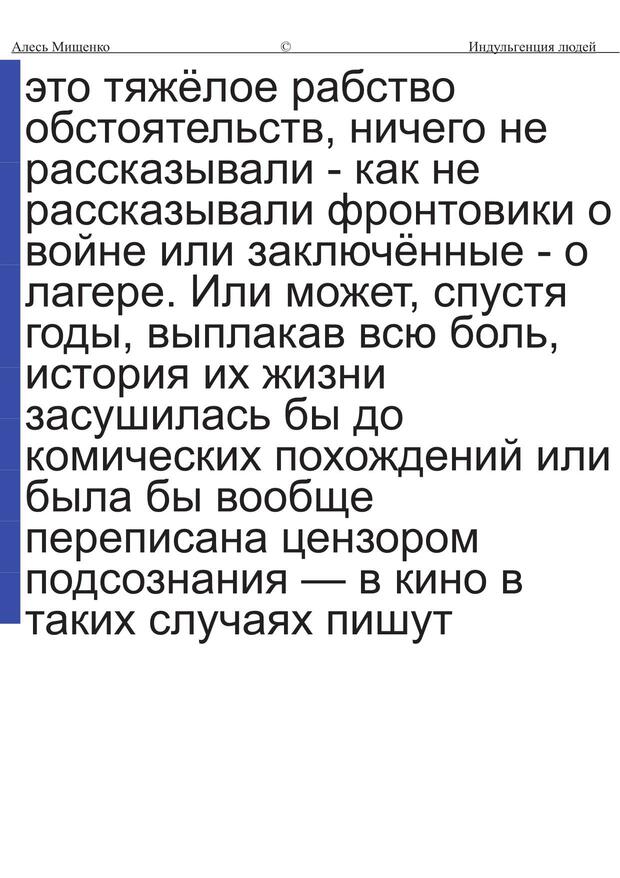 Алесь Мищенко © Индульгенция людей
это тяжёлое рабство
обстоятельств, ничего не
рассказывали - как не
рассказывали фронтовики о
войне или заключённые - о
лагере. Или может, спустя
годы, выплакав всю боль,
история их жизни
засушилась бы до
комических похождений или
была бы вообще
переписана цензором
подсознания — в кино в
таких случаях пишут